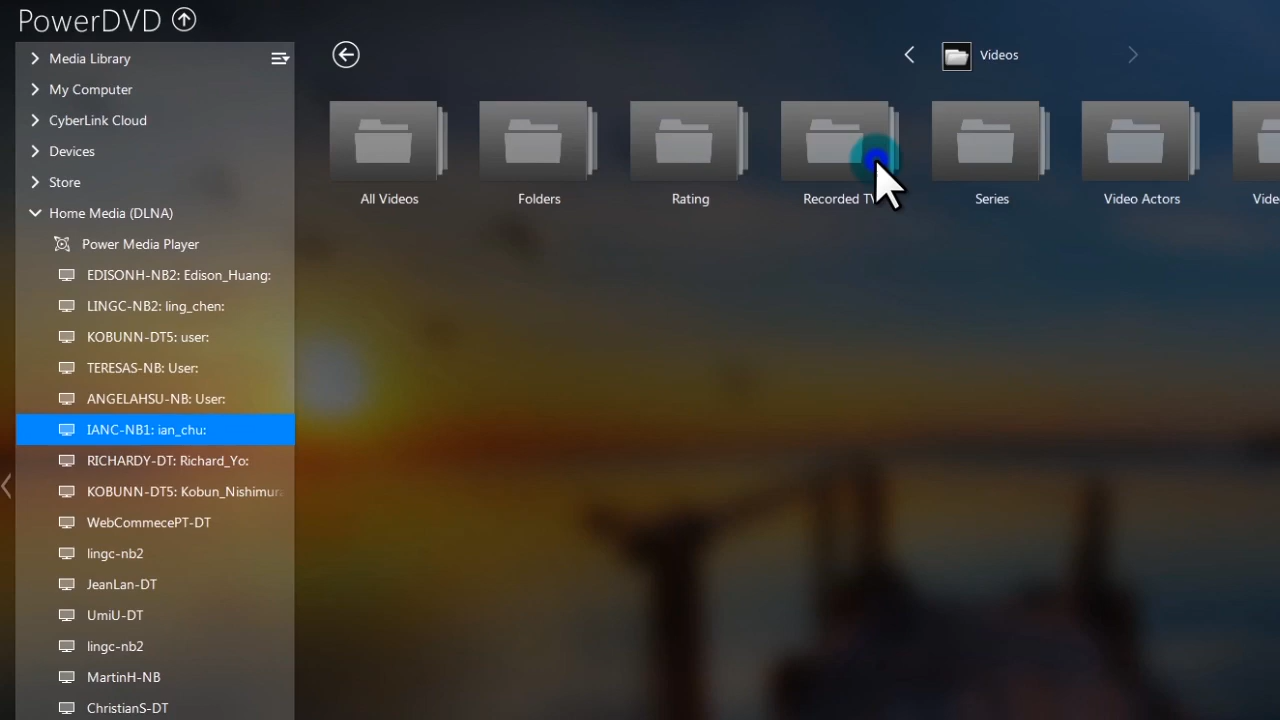 PowerDVD
Media Library
My Computer
CyberLink Cloud
Devices
Store
Home Media (DLNA)
Power Media Player
EDISONH-NB2: Edison_Huang:
LINGC-NB2: ling_chen:
KOBUNN-DT5: user:
TERESAS-NB: User:
ANGELAHSU-NB: User:
IANC-NB1: ian_chu:
RICHARDY-DT: Richard_Yo:
KOBUNN-DT5: Kobun_Nishimura
WebCommecePT-DT
lingc-nb2
JeanLan-DT
UmiU-DT
lingc-nb2
MartinH-NB
ChristianS-DT
Videos
All Videos
Folders
Rating
Recorded TV
Series
Video Actors